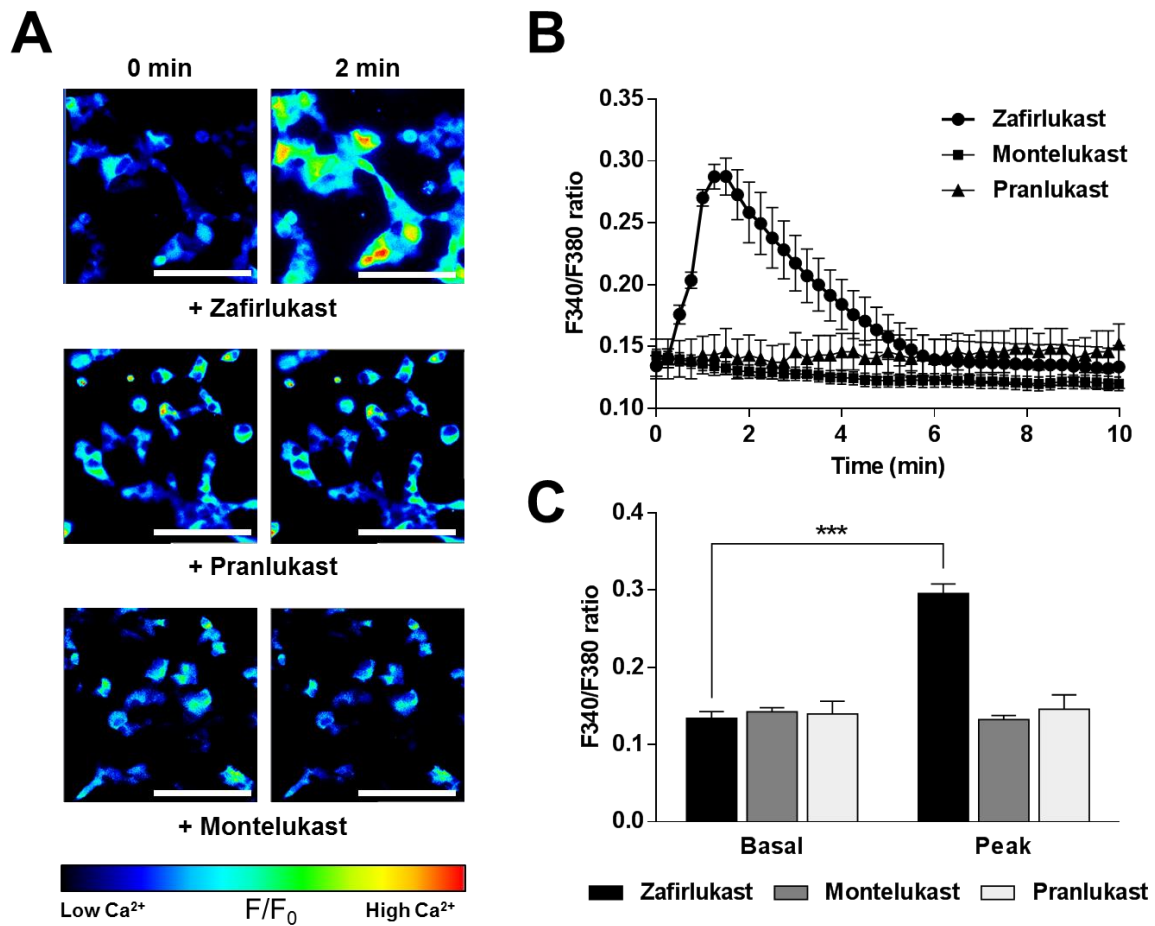 A
0 min 2 min
+ Zafirlukast
+ Pranlukast
+ Montelukast
Low Ca²⁺ F/F₀ High Ca²⁺
B
F340/F380 ratio
0.35
0.30
0.25
0.20
0.15
0.10
0 2 4 6 8 10
Time (min)
Zafirlukast
Montelukast
Pranlukast
C
F340/F380 ratio
0.4
0.3
0.2
0.1
0.0
***
Basal Peak
Zafirlukast Montelukast Pranlukast